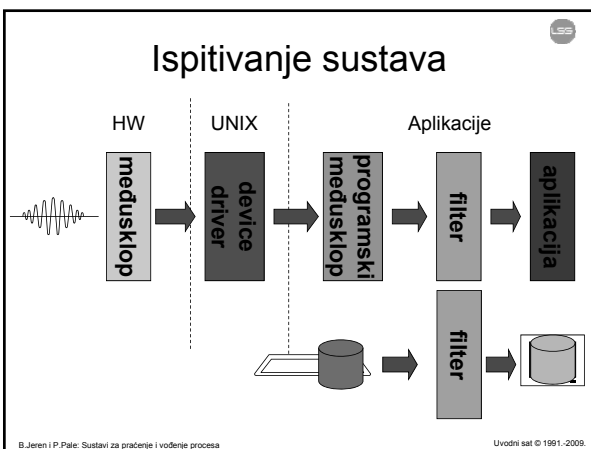 LSS
Ispitivanje sustava
HW
UNIX
Aplikacije
međusklop
device
driver
programski
međusklop
filter
aplikacija
filter
B.Jeren i P.Pale: Sustavi za praćenje i vođenje procesa
Uvodni sat © 1991.-2009.